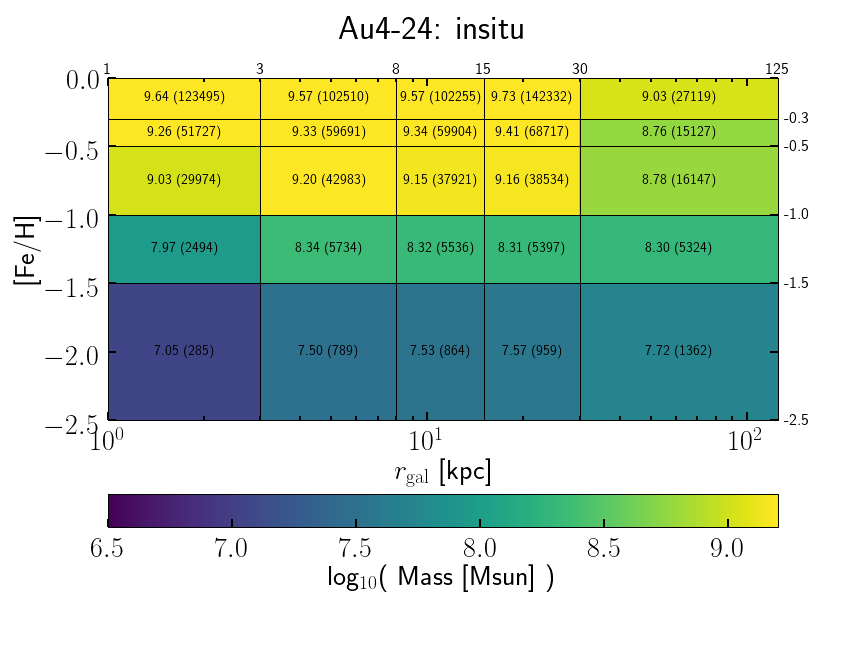 Au4-24: insitu
1 3 8 15 30 125
0.0 9.64 (123495) 9.57 (102510) 9.57 (102255) 9.73 (142332) 9.03 (27119)
-0.3
9.26 (51727) 9.33 (59691) 9.34 (59904) 9.41 (68717) 8.76 (15127)
−0.5 -0.5
9.03 (29974) 9.20 (42983) 9.15 (37921) 9.16 (38534) 8.78 (16147)
−1.0 -1.0
[Fe/H]
7.97 (2494) 8.34 (5734) 8.32 (5536) 8.31 (5397) 8.30 (5324)
−1.5 -1.5
−2.0 7.05 (285) 7.50 (789) 7.53 (864) 7.57 (959) 7.72 (1362)
−2.5 -2.5
10⁰ 10¹ 10²
r_gal [kpc]
6.5 7.0 7.5 8.0 8.5 9.0
log₁₀( Mass [Msun] )